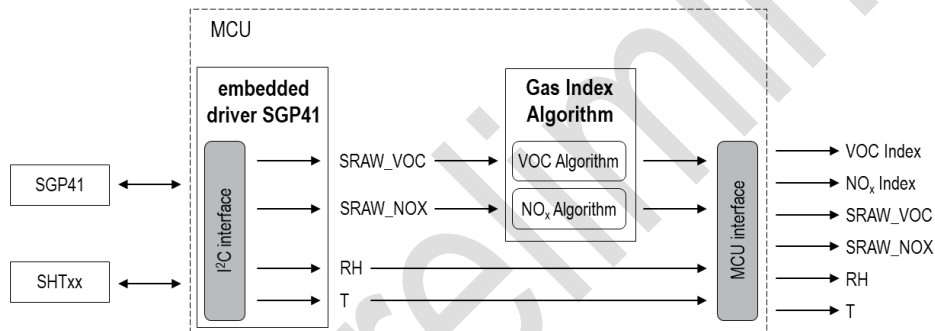 MCU
embedded
driver SGP41
Gas Index
Algorithm
SGP41
SHTxx
I²C interface
SRAW_VOC
SRAW_NOX
RH
T
VOC Algorithm
NOₓ Algorithm
MCU interface
VOC Index
NOₓ Index
SRAW_VOC
SRAW_NOX
RH
T